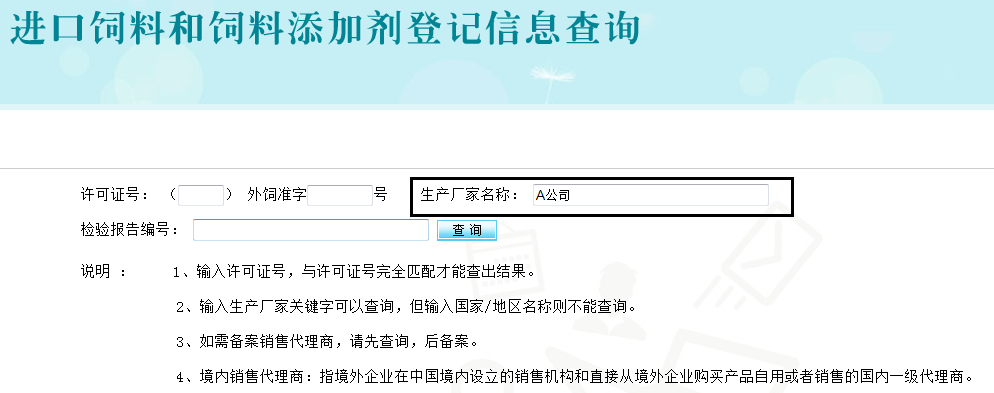 进口饲料和饲料添加剂登记信息查询
许可证号： （ ） 外饲准字 号 生产厂家名称： A公司
检验报告编号： 查 询
说明 ： 1、输入许可证号，与许可证号完全匹配才能查出结果。
2、输入生产厂家关键字可以查询，但输入国家/地区名称则不能查询。
3、如需备案销售代理商，请先查询，后备案。
4、境内销售代理商：指境外企业在中国境内设立的销售机构和直接从境外企业购买产品自用或者销售的国内一级代理商。